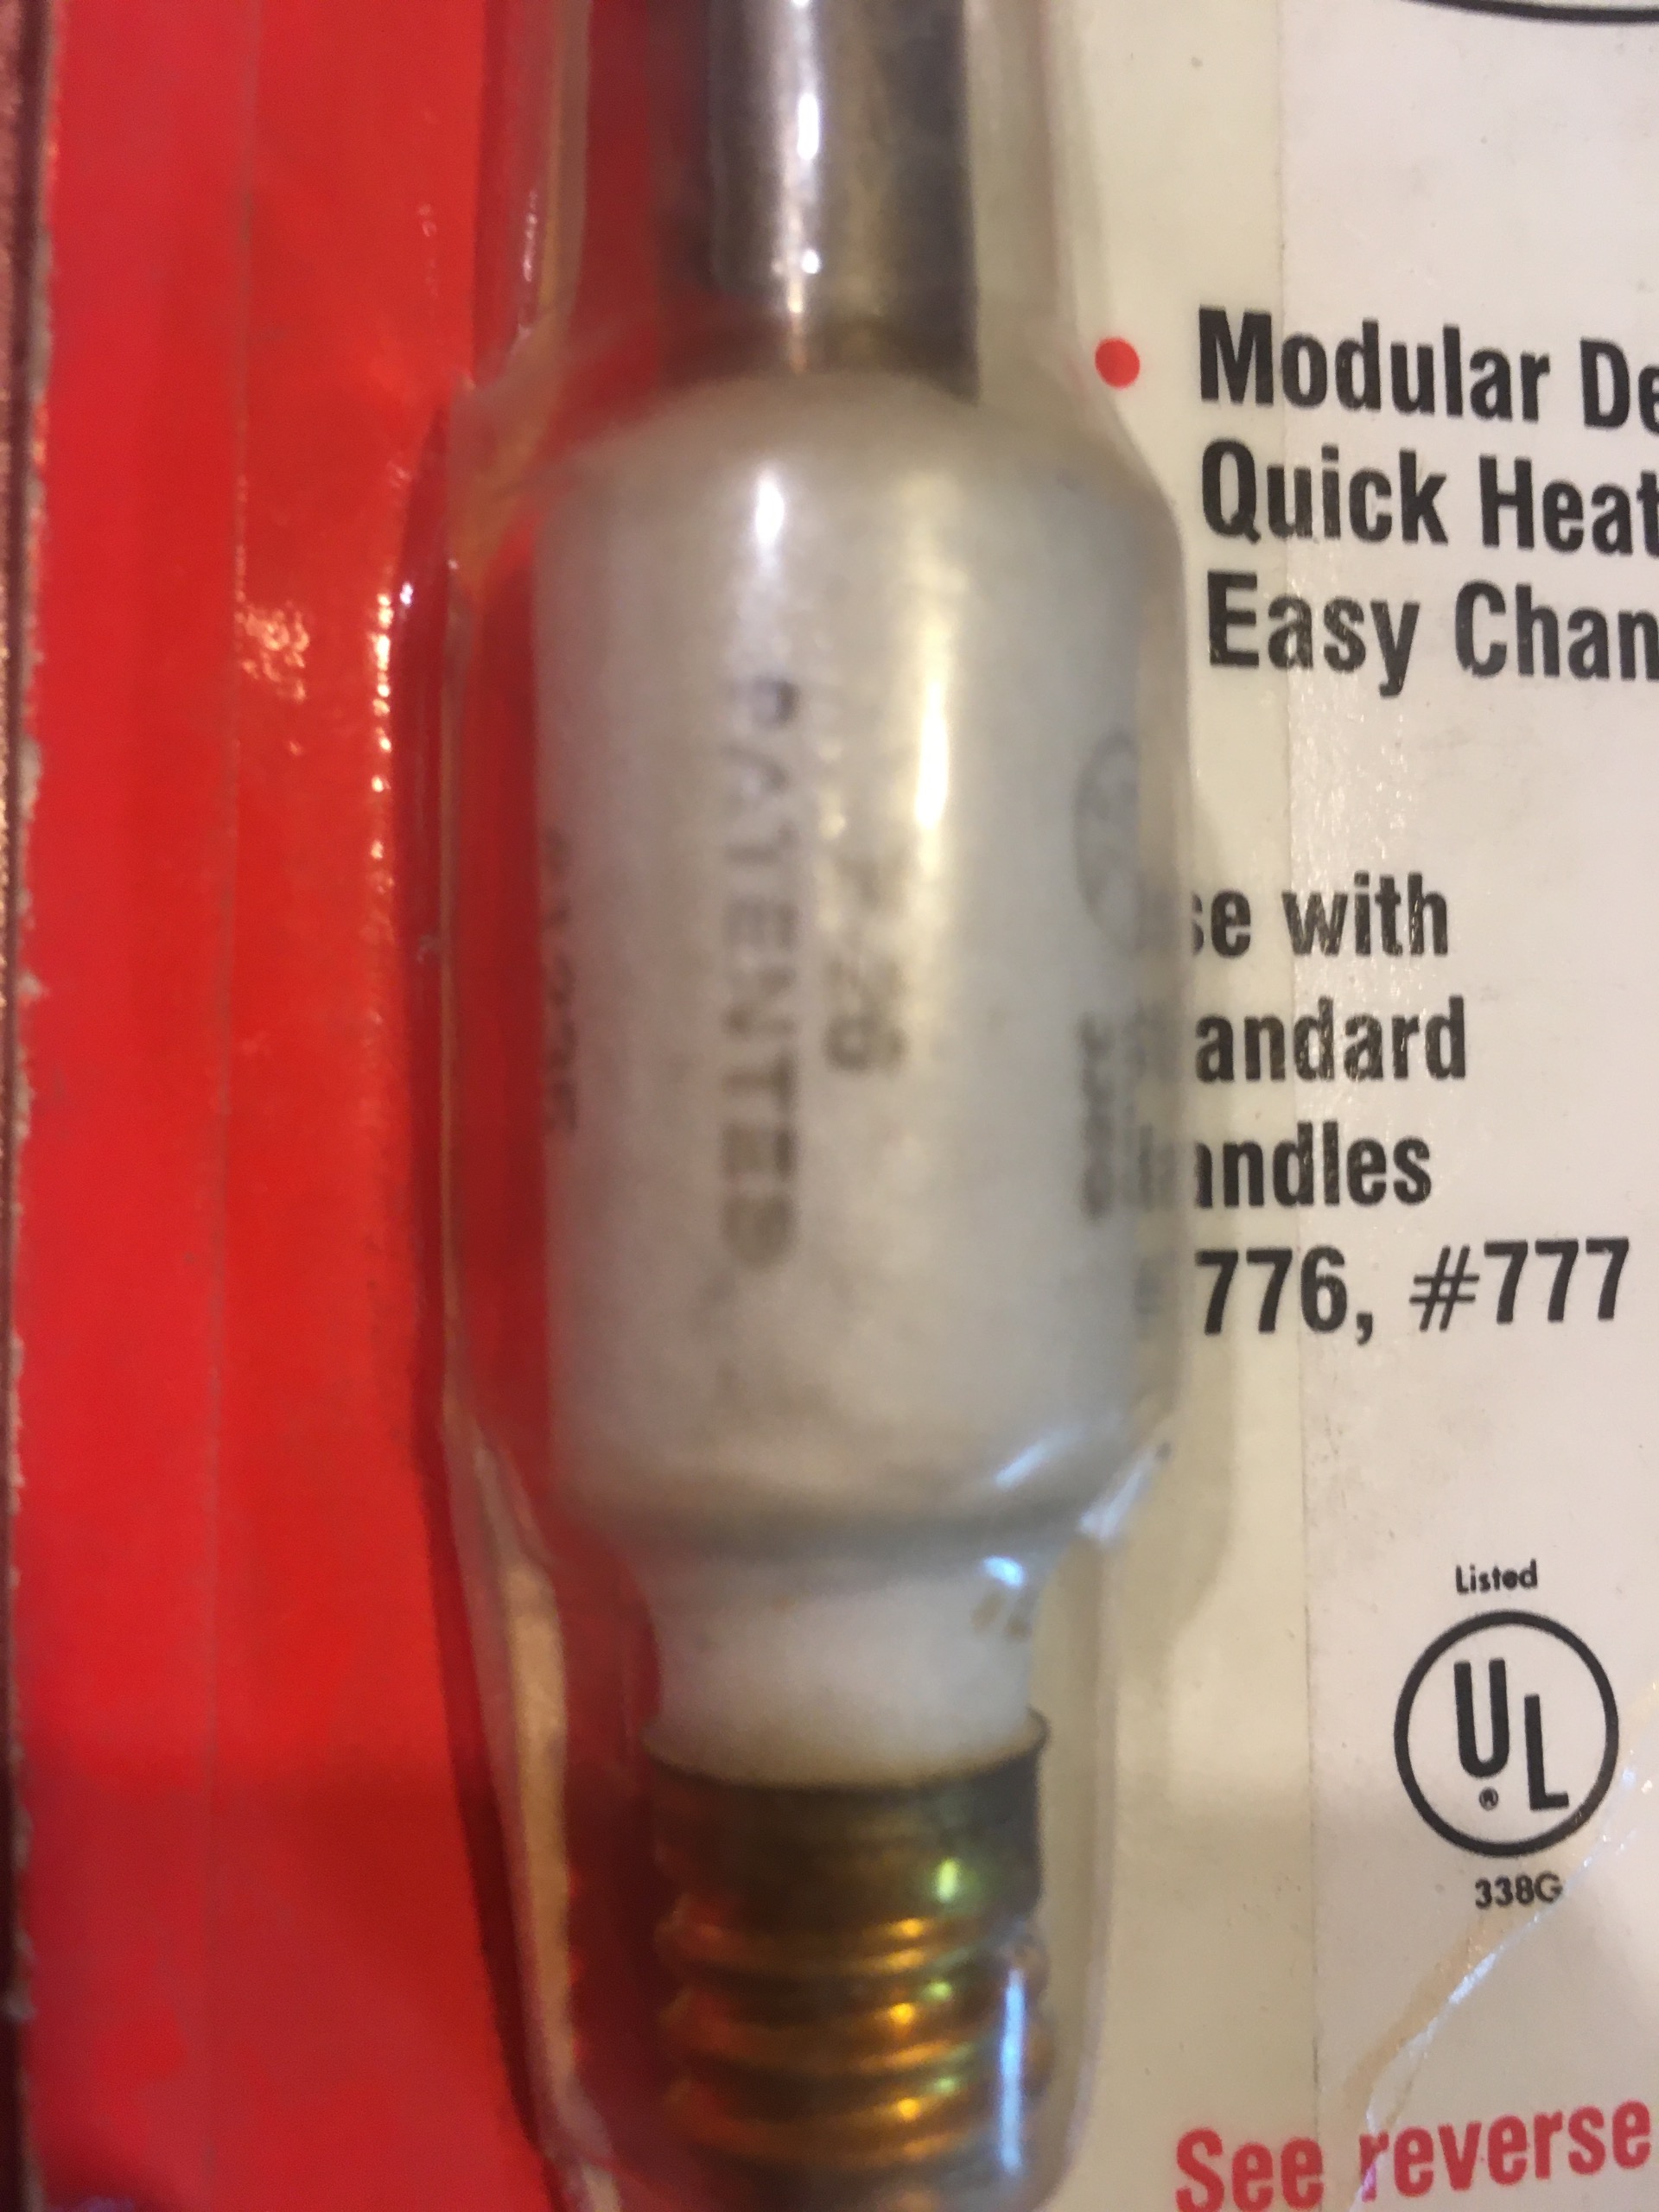 Modular De
Quick Heat
Easy Chan
se with
andard
andles
776, #777
PATENTED
Listed
UL
®
338G
See reverse